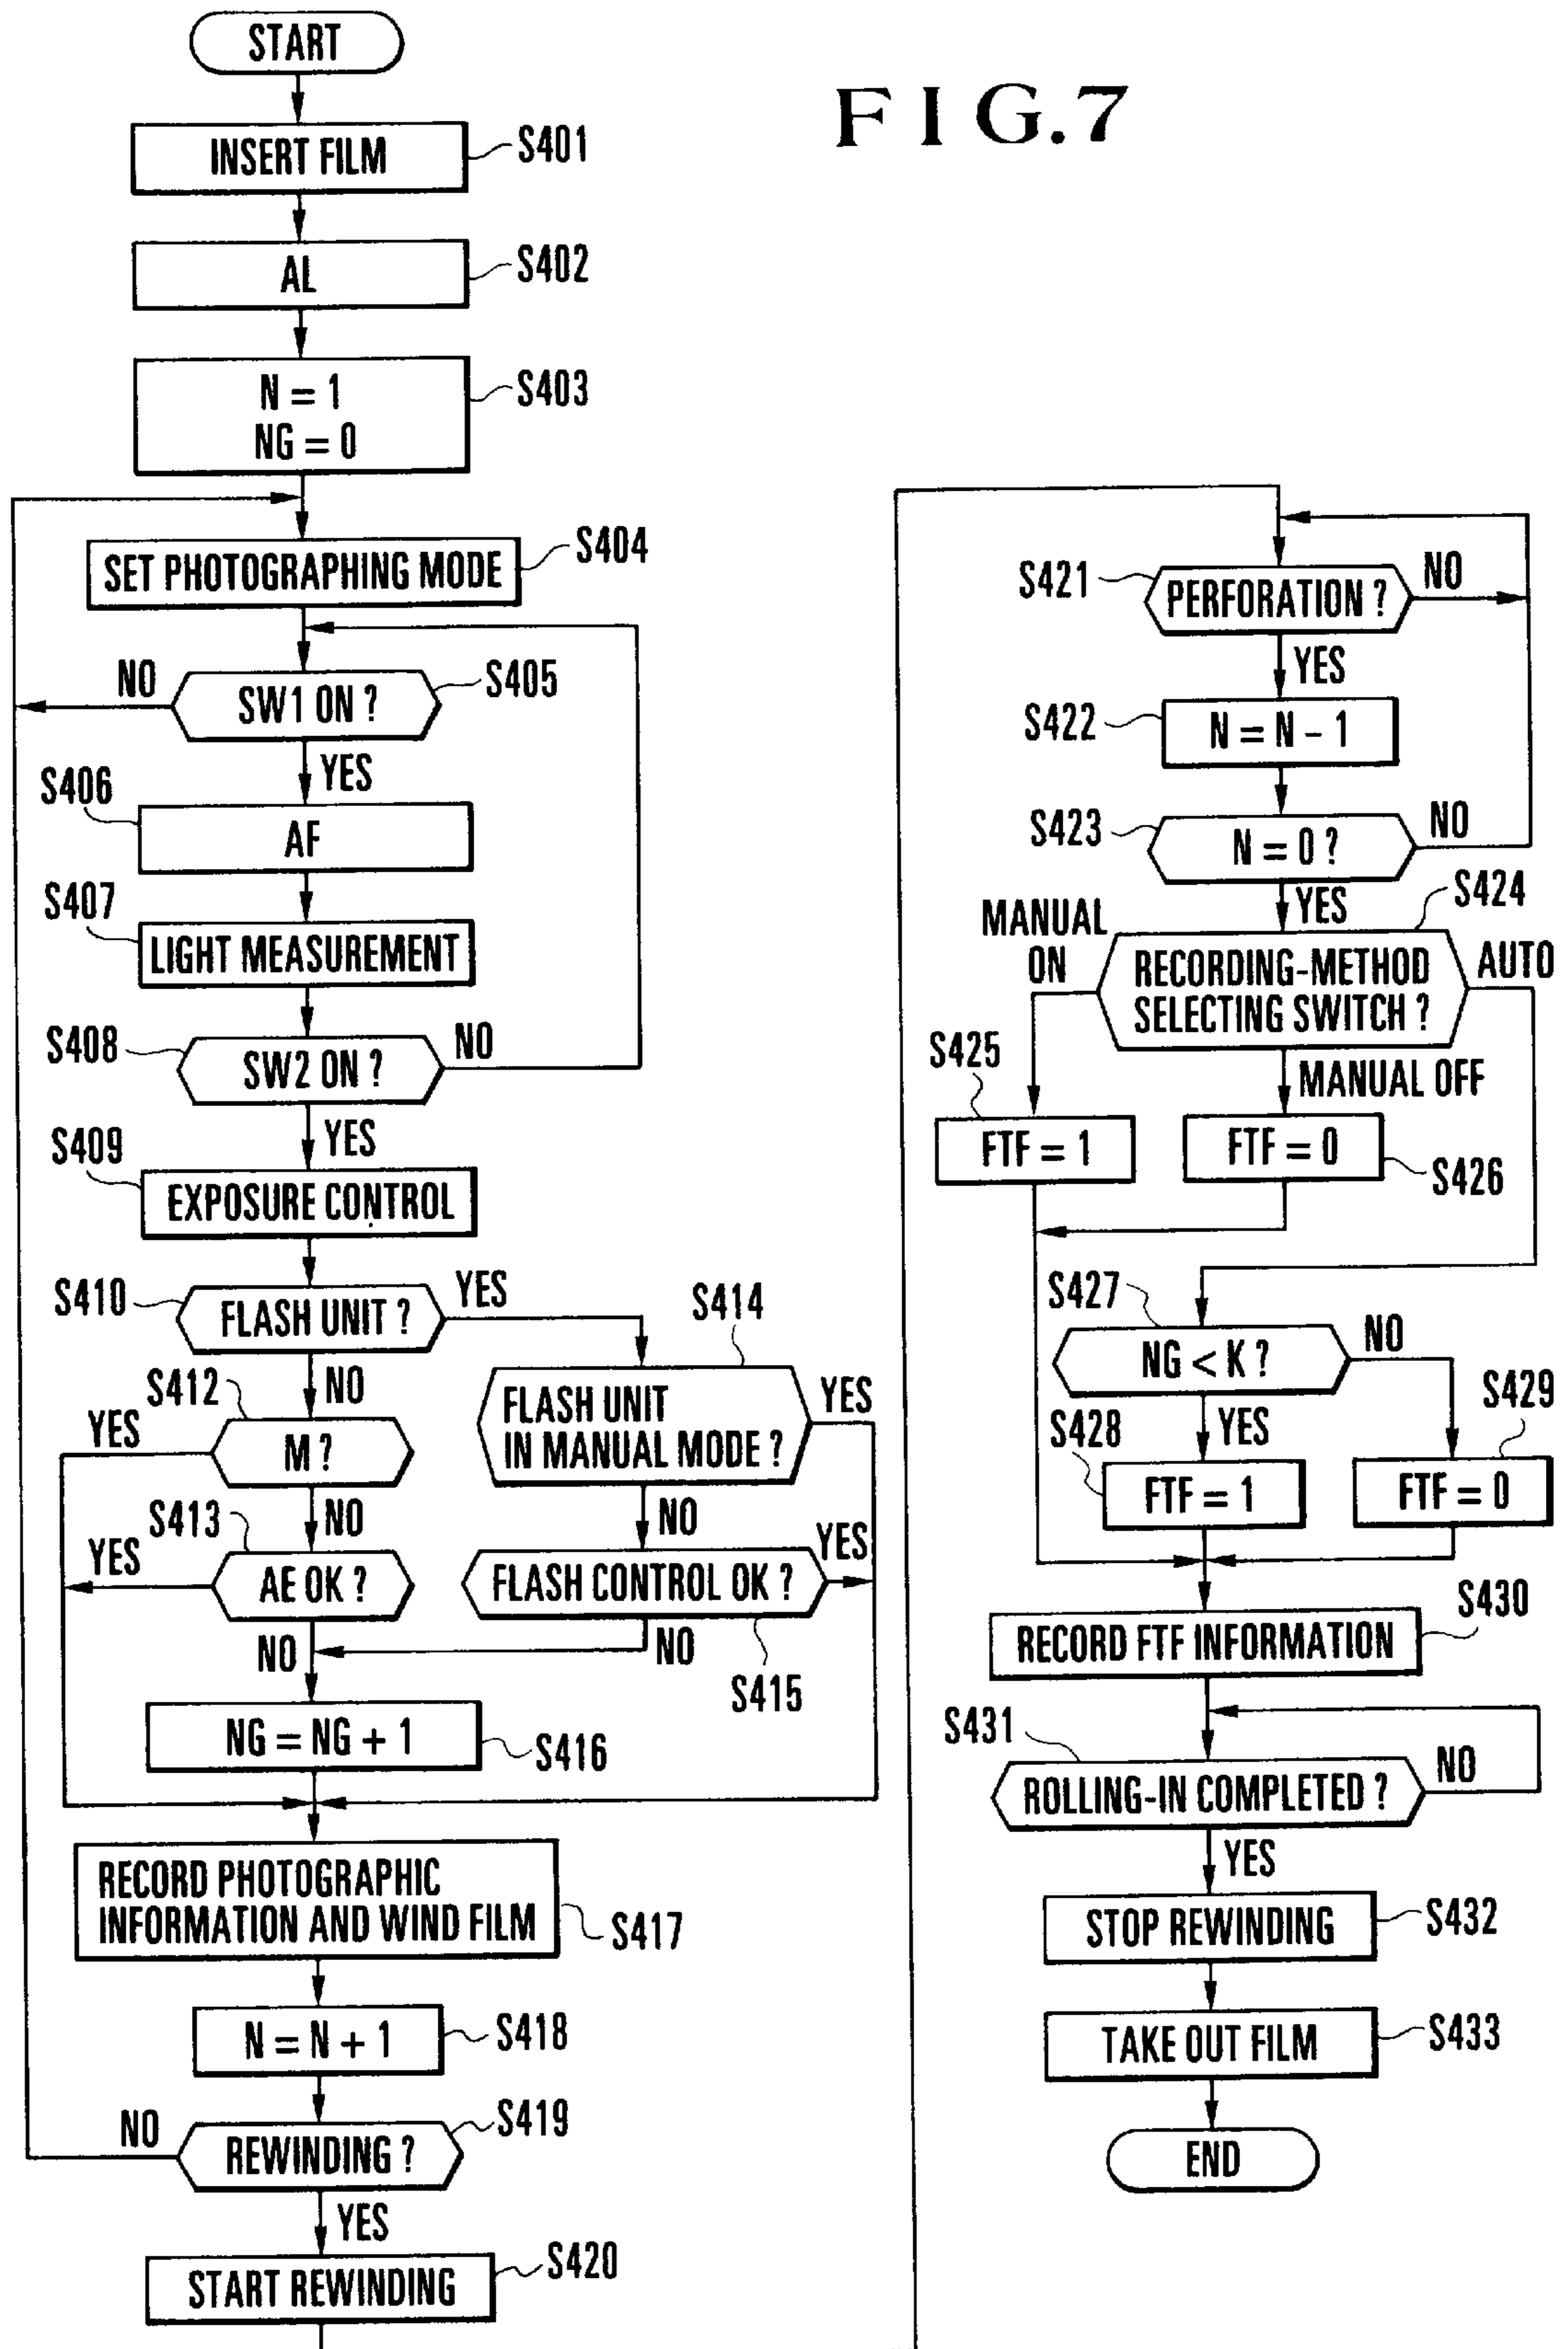 FIG.7
START
INSERT FILM
S401
AL
S402
N = 1
NG = 0
S403
SET PHOTOGRAPHING MODE
S404
SW1 ON ?
S405
NO
YES
S406
AF
S407
LIGHT MEASUREMENT
S408
SW2 ON ?
NO
YES
S409
EXPOSURE CONTROL
S410
FLASH UNIT ?
YES
NO
S412
M ?
YES
NO
S413
AE OK ?
YES
NO
S414
FLASH UNIT
IN MANUAL MODE ?
YES
NO
FLASH CONTROL OK ?
YES
NO
S415
NG = NG + 1
S416
RECORD PHOTOGRAPHIC
INFORMATION AND WIND FILM
S417
N = N + 1
S418
REWINDING ?
S419
NO
YES
START REWINDING
S420
S421
PERFORATION ?
NO
YES
S422
N = N - 1
S423
N = 0 ?
NO
YES
S424
RECORDING-METHOD
SELECTING SWITCH ?
MANUAL
ON
AUTO
MANUAL OFF
S425
FTF = 1
FTF = 0
S426
S427
NG < K ?
NO
YES
S428
FTF = 1
S429
FTF = 0
RECORD FTF INFORMATION
S430
S431
ROLLING-IN COMPLETED ?
NO
YES
STOP REWINDING
S432
TAKE OUT FILM
S433
END